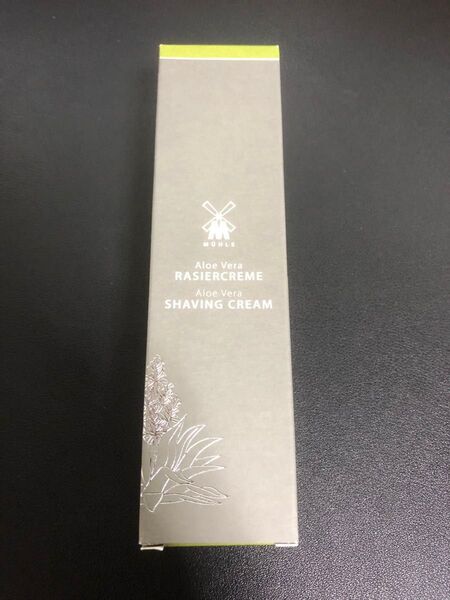 MÜHLE
Aloe Vera
RASIERCREME
Aloe Vera
SHAVING CREAM